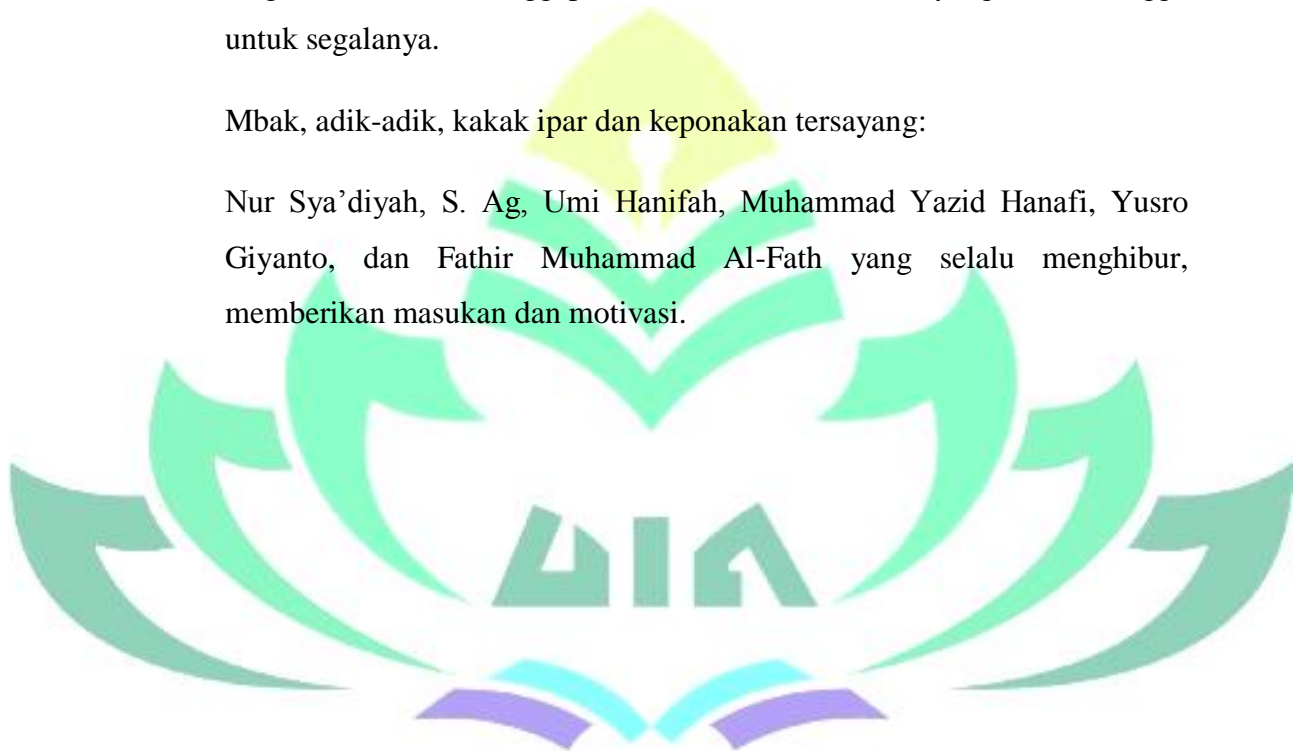 untuk segalanya.
Mbak, adik-adik, kakak ipar dan keponakan tersayang:
Nur Sya’diyah, S. Ag, Umi Hanifah, Muhammad Yazid Hanafi, Yusro
Giyanto, dan Fathir Muhammad Al-Fath yang selalu menghibur,
memberikan masukan dan motivasi.
UIN